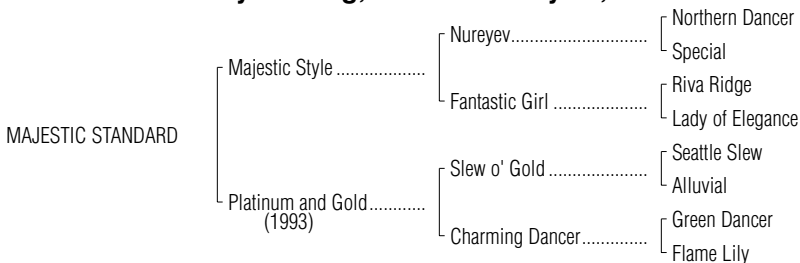 Northern Dancer
Nureyev
Special
Majestic Style
Riva Ridge
Fantastic Girl
Lady of Elegance
MAJESTIC STANDARD
Seattle Slew
Slew o' Gold
Alluvial
Platinum and Gold
(1993)
Green Dancer
Charming Dancer
Flame Lily